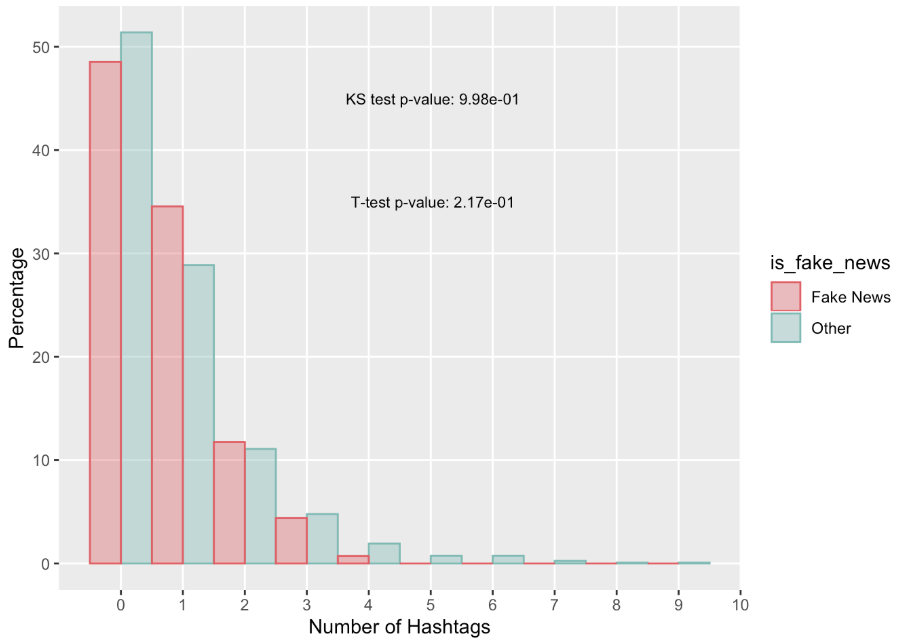 50
40
30
20
10
0
Percentage
KS test p-value: 9.98e-01
T-test p-value: 2.17e-01
0 1 2 3 4 5 6 7 8 9 10
Number of Hashtags
is_fake_news
Fake News
Other